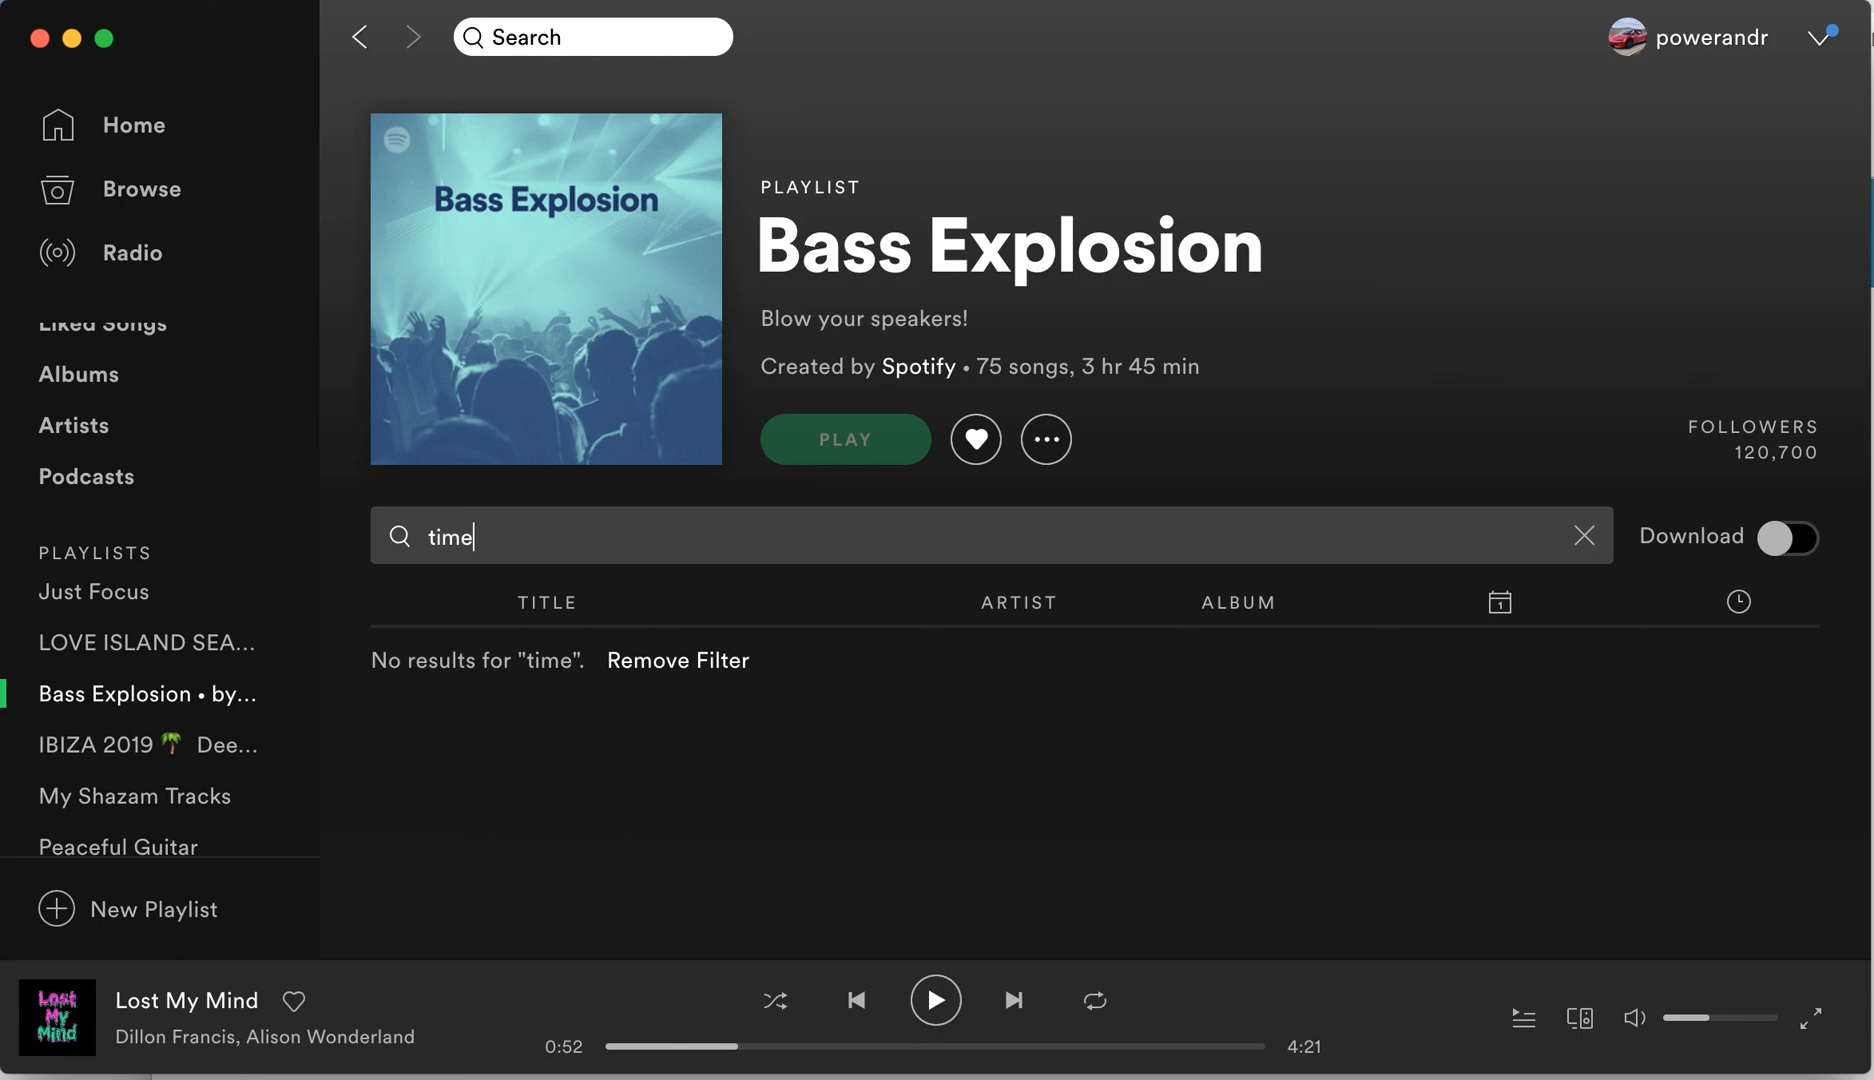 Search
powerandr
Home
Browse
Radio
Liked Songs
Albums
Artists
Podcasts
PLAYLISTS
Just Focus
LOVE ISLAND SEA...
Bass Explosion • by...
IBIZA 2019 🌴 Dee...
My Shazam Tracks
Peaceful Guitar
New Playlist
Bass Explosion
PLAYLIST
Bass Explosion
Blow your speakers!
Created by Spotify • 75 songs, 3 hr 45 min
PLAY
FOLLOWERS
120,700
time
Download
TITLE ARTIST ALBUM 1
No results for "time". Remove Filter
Lost
My
Mind
Lost My Mind
Dillon Francis, Alison Wonderland
0:52 4:21